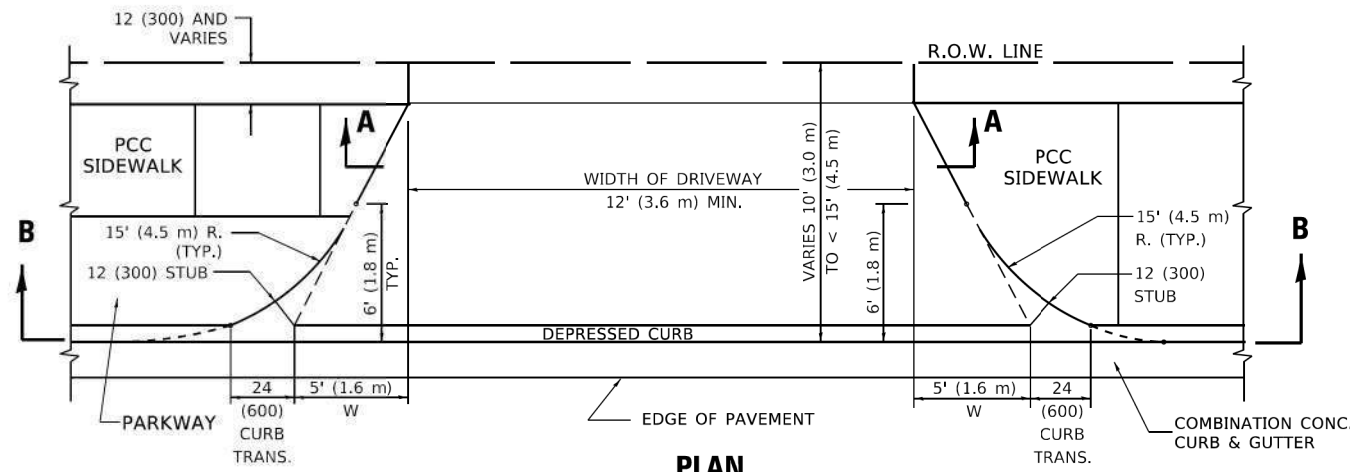 12 (300) AND
VARIES
R.O.W. LINE
A
A
PCC
SIDEWALK
WIDTH OF DRIVEWAY
12' (3.6 m) MIN.
VARIES 10' (3.0 m)
TO < 15' (4.5 m)
PCC
SIDEWALK
B
15' (4.5 m) R.
(TYP.)
12 (300) STUB
6' (1.8 m)
TYP.
6' (1.8 m)
15' (4.5 m)
R. (TYP.)
12 (300)
STUB
B
DEPRESSED CURB
PARKWAY
24
(600)
CURB
TRANS.
5' (1.6 m)
W
EDGE OF PAVEMENT
5' (1.6 m)
W
24
(600)
CURB
TRANS.
COMBINATION CONC.
CURB & GUTTER
PLAN